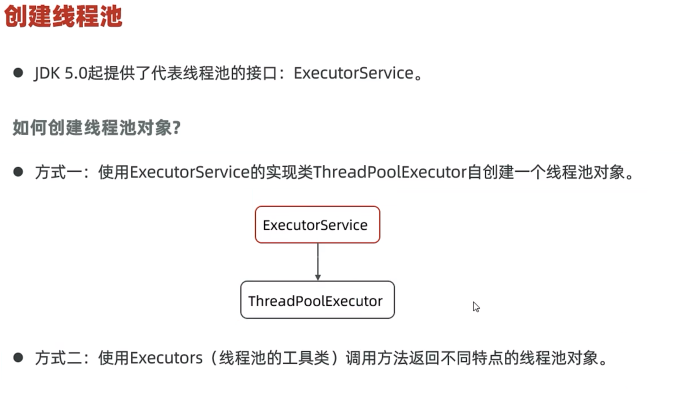 创建线程池
● JDK 5.0起提供了代表线程池的接口：ExecutorService。
如何创建线程池对象?
● 方式一：使用ExecutorService的实现类ThreadPoolExecutor自创建一个线程池对象。
ExecutorService
ThreadPoolExecutor
● 方式二：使用Executors（线程池的工具类）调用方法返回不同特点的线程池对象。